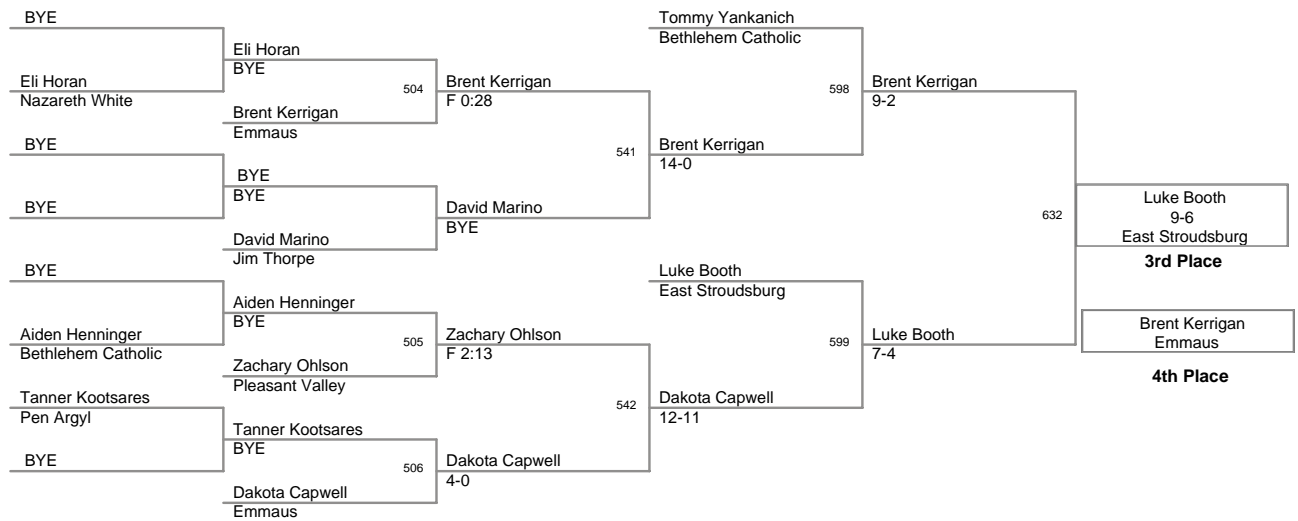 BYE
Eli Horan
Nazareth White
BYE
BYE
BYE
Aiden Henninger
Bethlehem Catholic
Tanner Kootsares
Pen Argyl
BYE
Eli Horan
BYE
504
Brent Kerrigan
Emmaus
BYE
BYE
David Marino
Jim Thorpe
Aiden Henninger
BYE
505
Zachary Ohlson
Pleasant Valley
Tanner Kootsares
BYE
506
Dakota Capwell
Emmaus
Brent Kerrigan
F 0:28
541
David Marino
BYE
Zachary Ohlson
F 2:13
542
Dakota Capwell
4-0
Tommy Yankanich
Bethlehem Catholic
598
Brent Kerrigan
14-0
Luke Booth
East Stroudsburg
599
Dakota Capwell
12-11
Brent Kerrigan
9-2
632
Luke Booth
7-4
Luke Booth
9-6
East Stroudsburg
3rd Place
Brent Kerrigan
Emmaus
4th Place